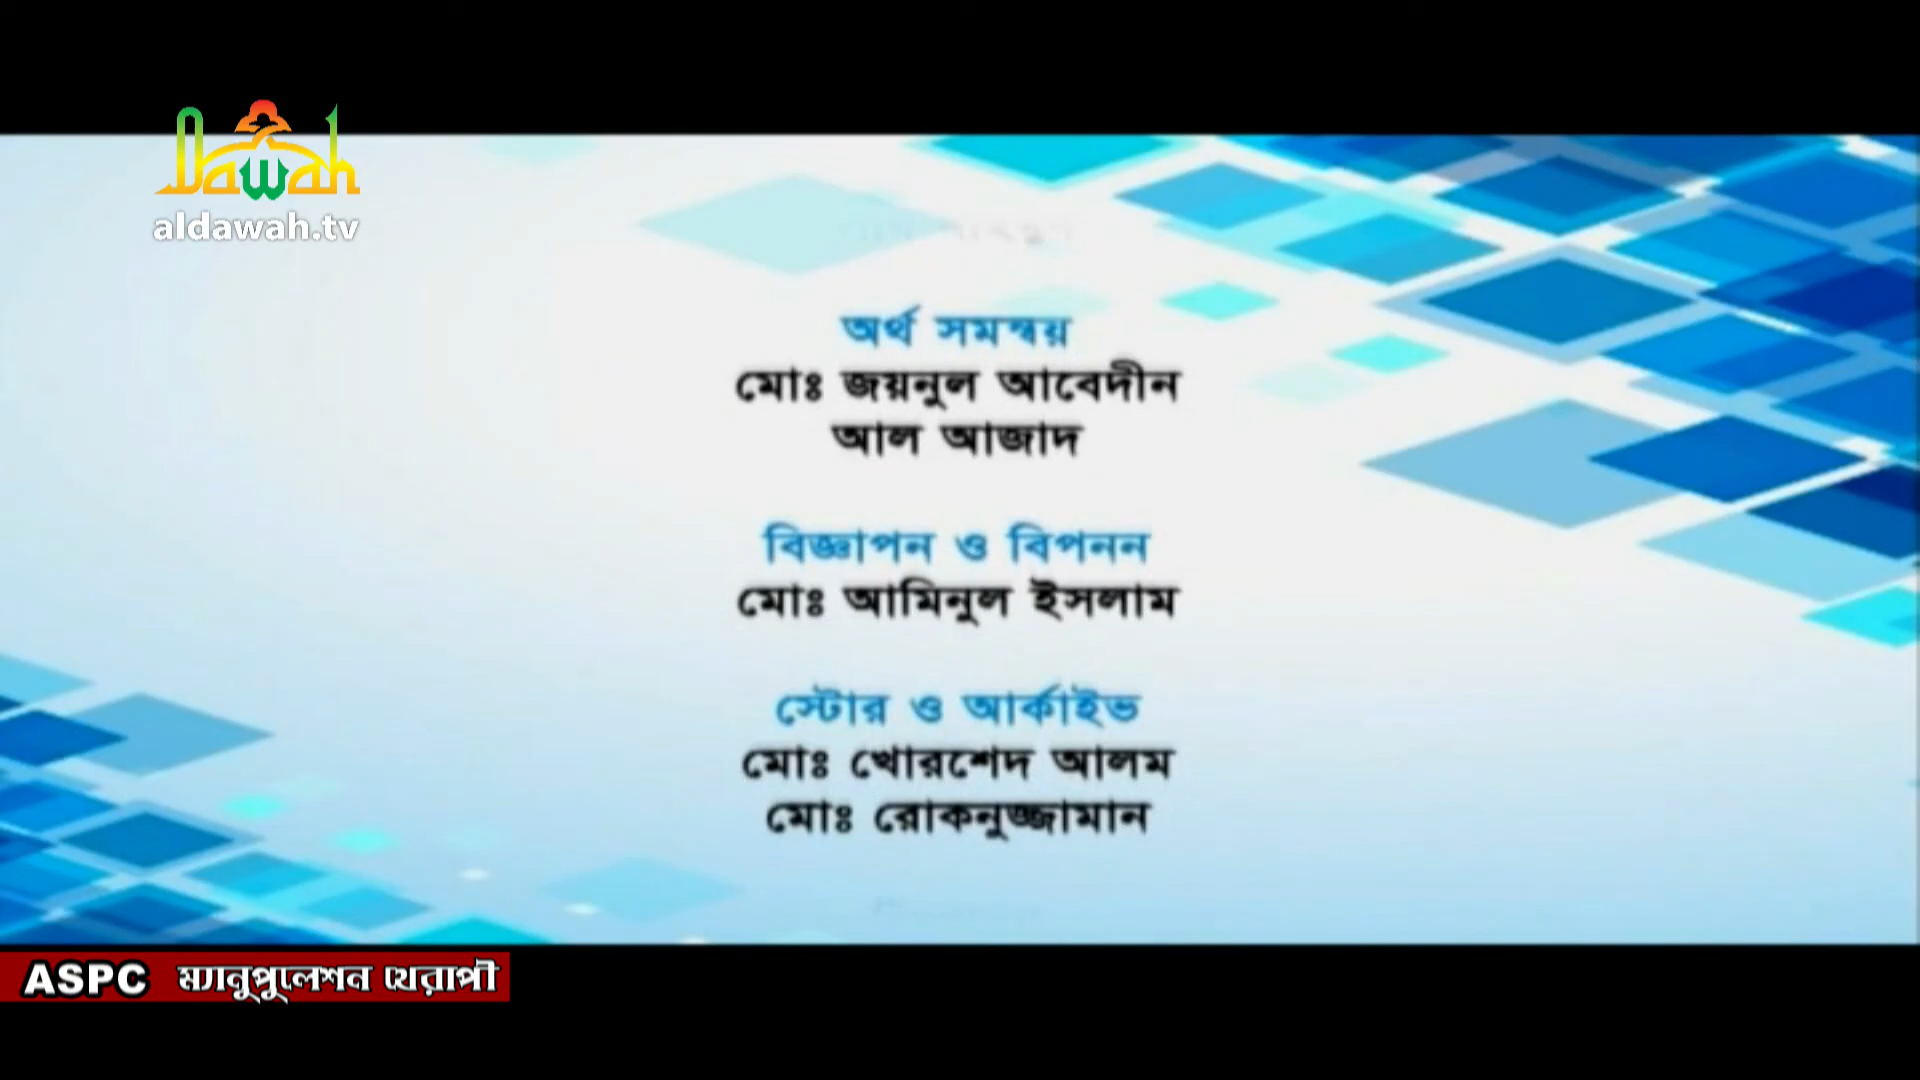 Dawah
aldawah.tv
অর্থ সমন্বয়
মোঃ জয়নুল আবেদীন
আল আজাদ
বিজ্ঞাপন ও বিপনন
মোঃ আমিনুল ইসলাম
স্টোর ও আর্কাইভ
মোঃ খোরশেদ আলম
মোঃ রোকনুজ্জামান
ASPC ম্যানুপুলেশন থেরাপী